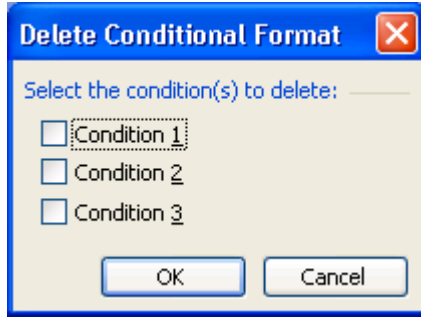 Delete Conditional Format
Select the condition(s) to delete:
Condition 1
Condition 2
Condition 3
OK Cancel